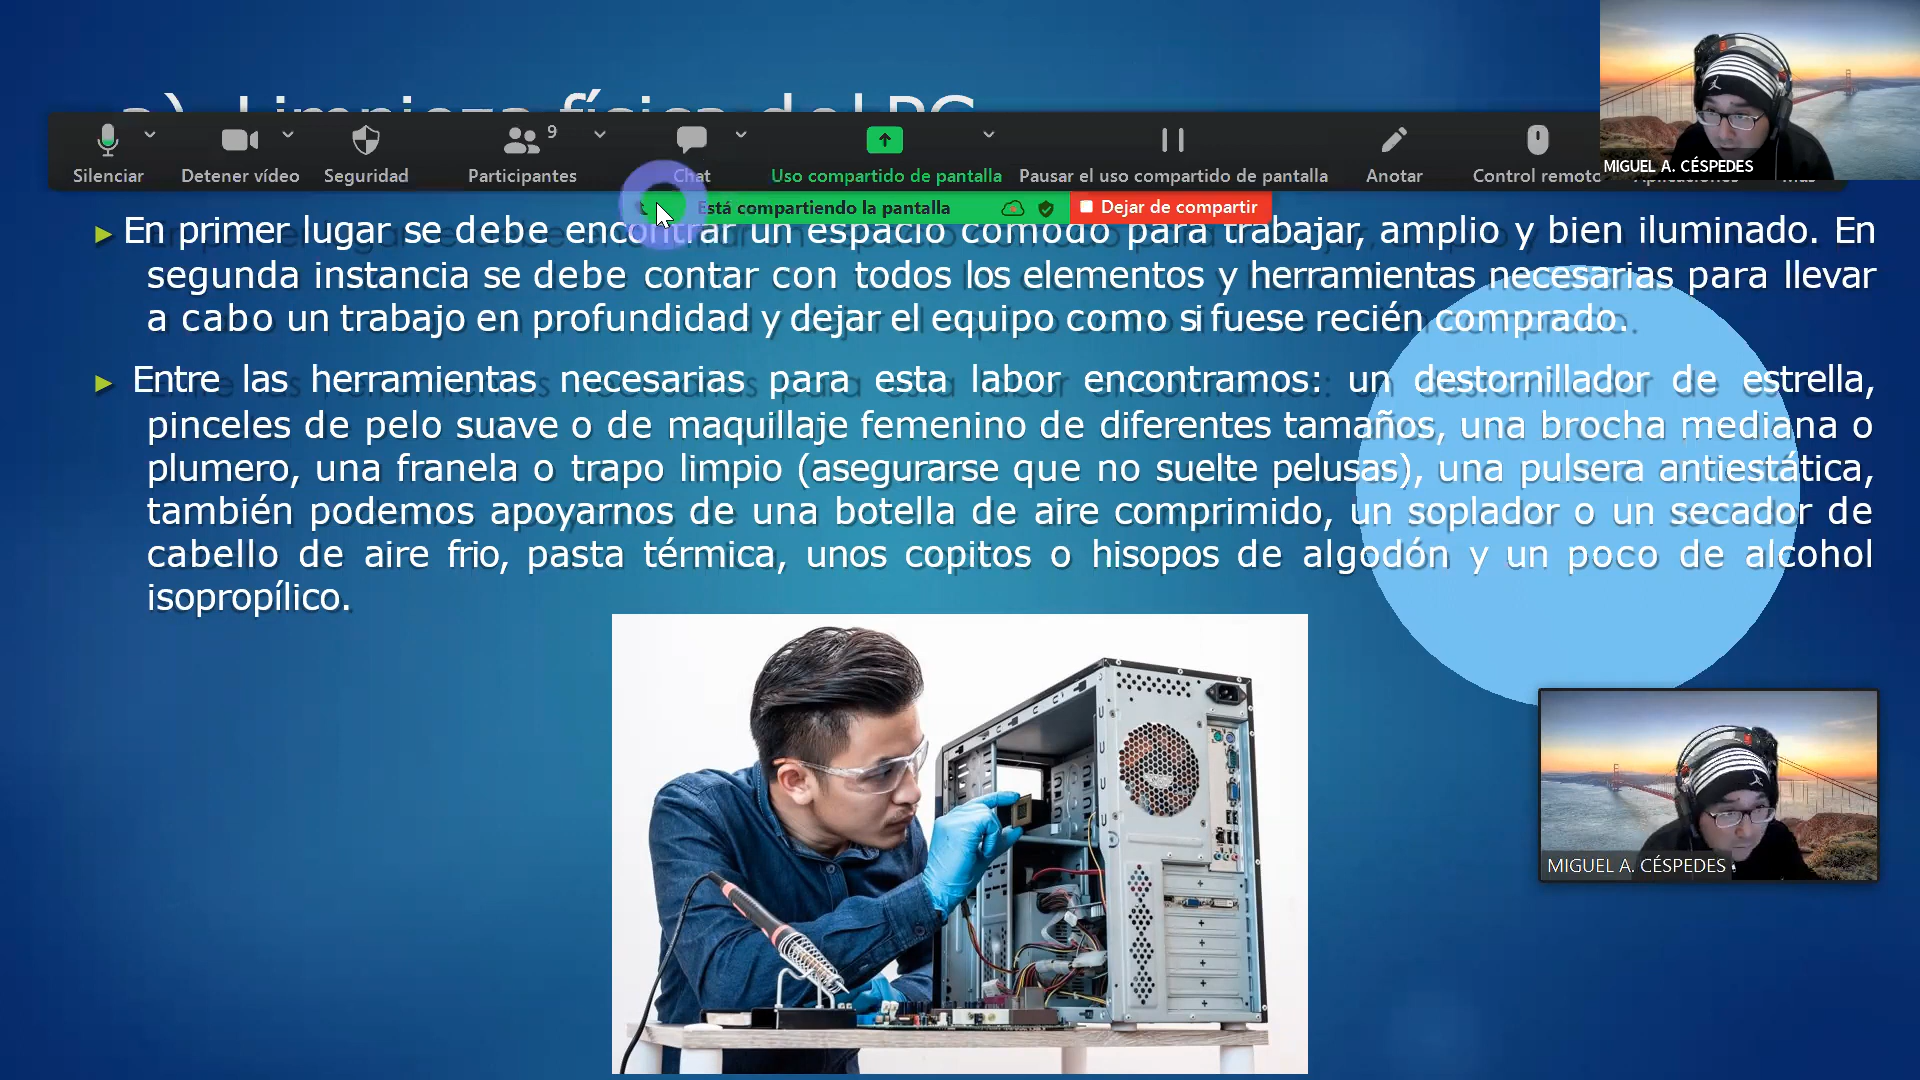 a) Limpieza física del PC
9
Silenciar Detener vídeo Seguridad Participantes Chat Uso compartido de pantalla Pausar el uso compartido de pantalla Anotar Control remoto
MIGUEL A. CÉSPEDES
Está compartiendo la pantalla Dejar de compartir
En primer lugar se debe encontrar un espacio cómodo para trabajar, amplio y bien iluminado. En
segunda instancia se debe contar con todos los elementos y herramientas necesarias para llevar
a cabo un trabajo en profundidad y dejar el equipo como si fuese recién comprado.
Entre las herramientas necesarias para esta labor encontramos: un destornillador de estrella,
pinceles de pelo suave o de maquillaje femenino de diferentes tamaños, una brocha mediana o
plumero, una franela o trapo limpio (asegurarse que no suelte pelusas), una pulsera antiestática,
también podemos apoyarnos de una botella de aire comprimido, un soplador o un secador de
cabello de aire frio, pasta térmica, unos copitos o hisopos de algodón y un poco de alcohol
isopropílico.
MIGUEL A. CÉSPEDES